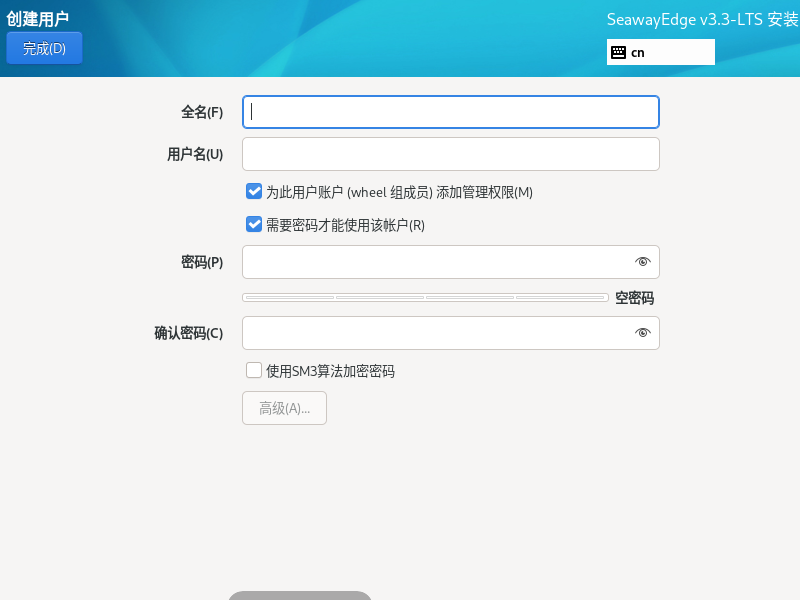 创建用户
SeawayEdge v3.3-LTS 安装
完成(D)
cn
全名(F)
用户名(U)
为此用户账户 (wheel 组成员) 添加管理权限(M)
需要密码才能使用该帐户(R)
密码(P)
空密码
确认密码(C)
使用SM3算法加密密码
高级(A)...